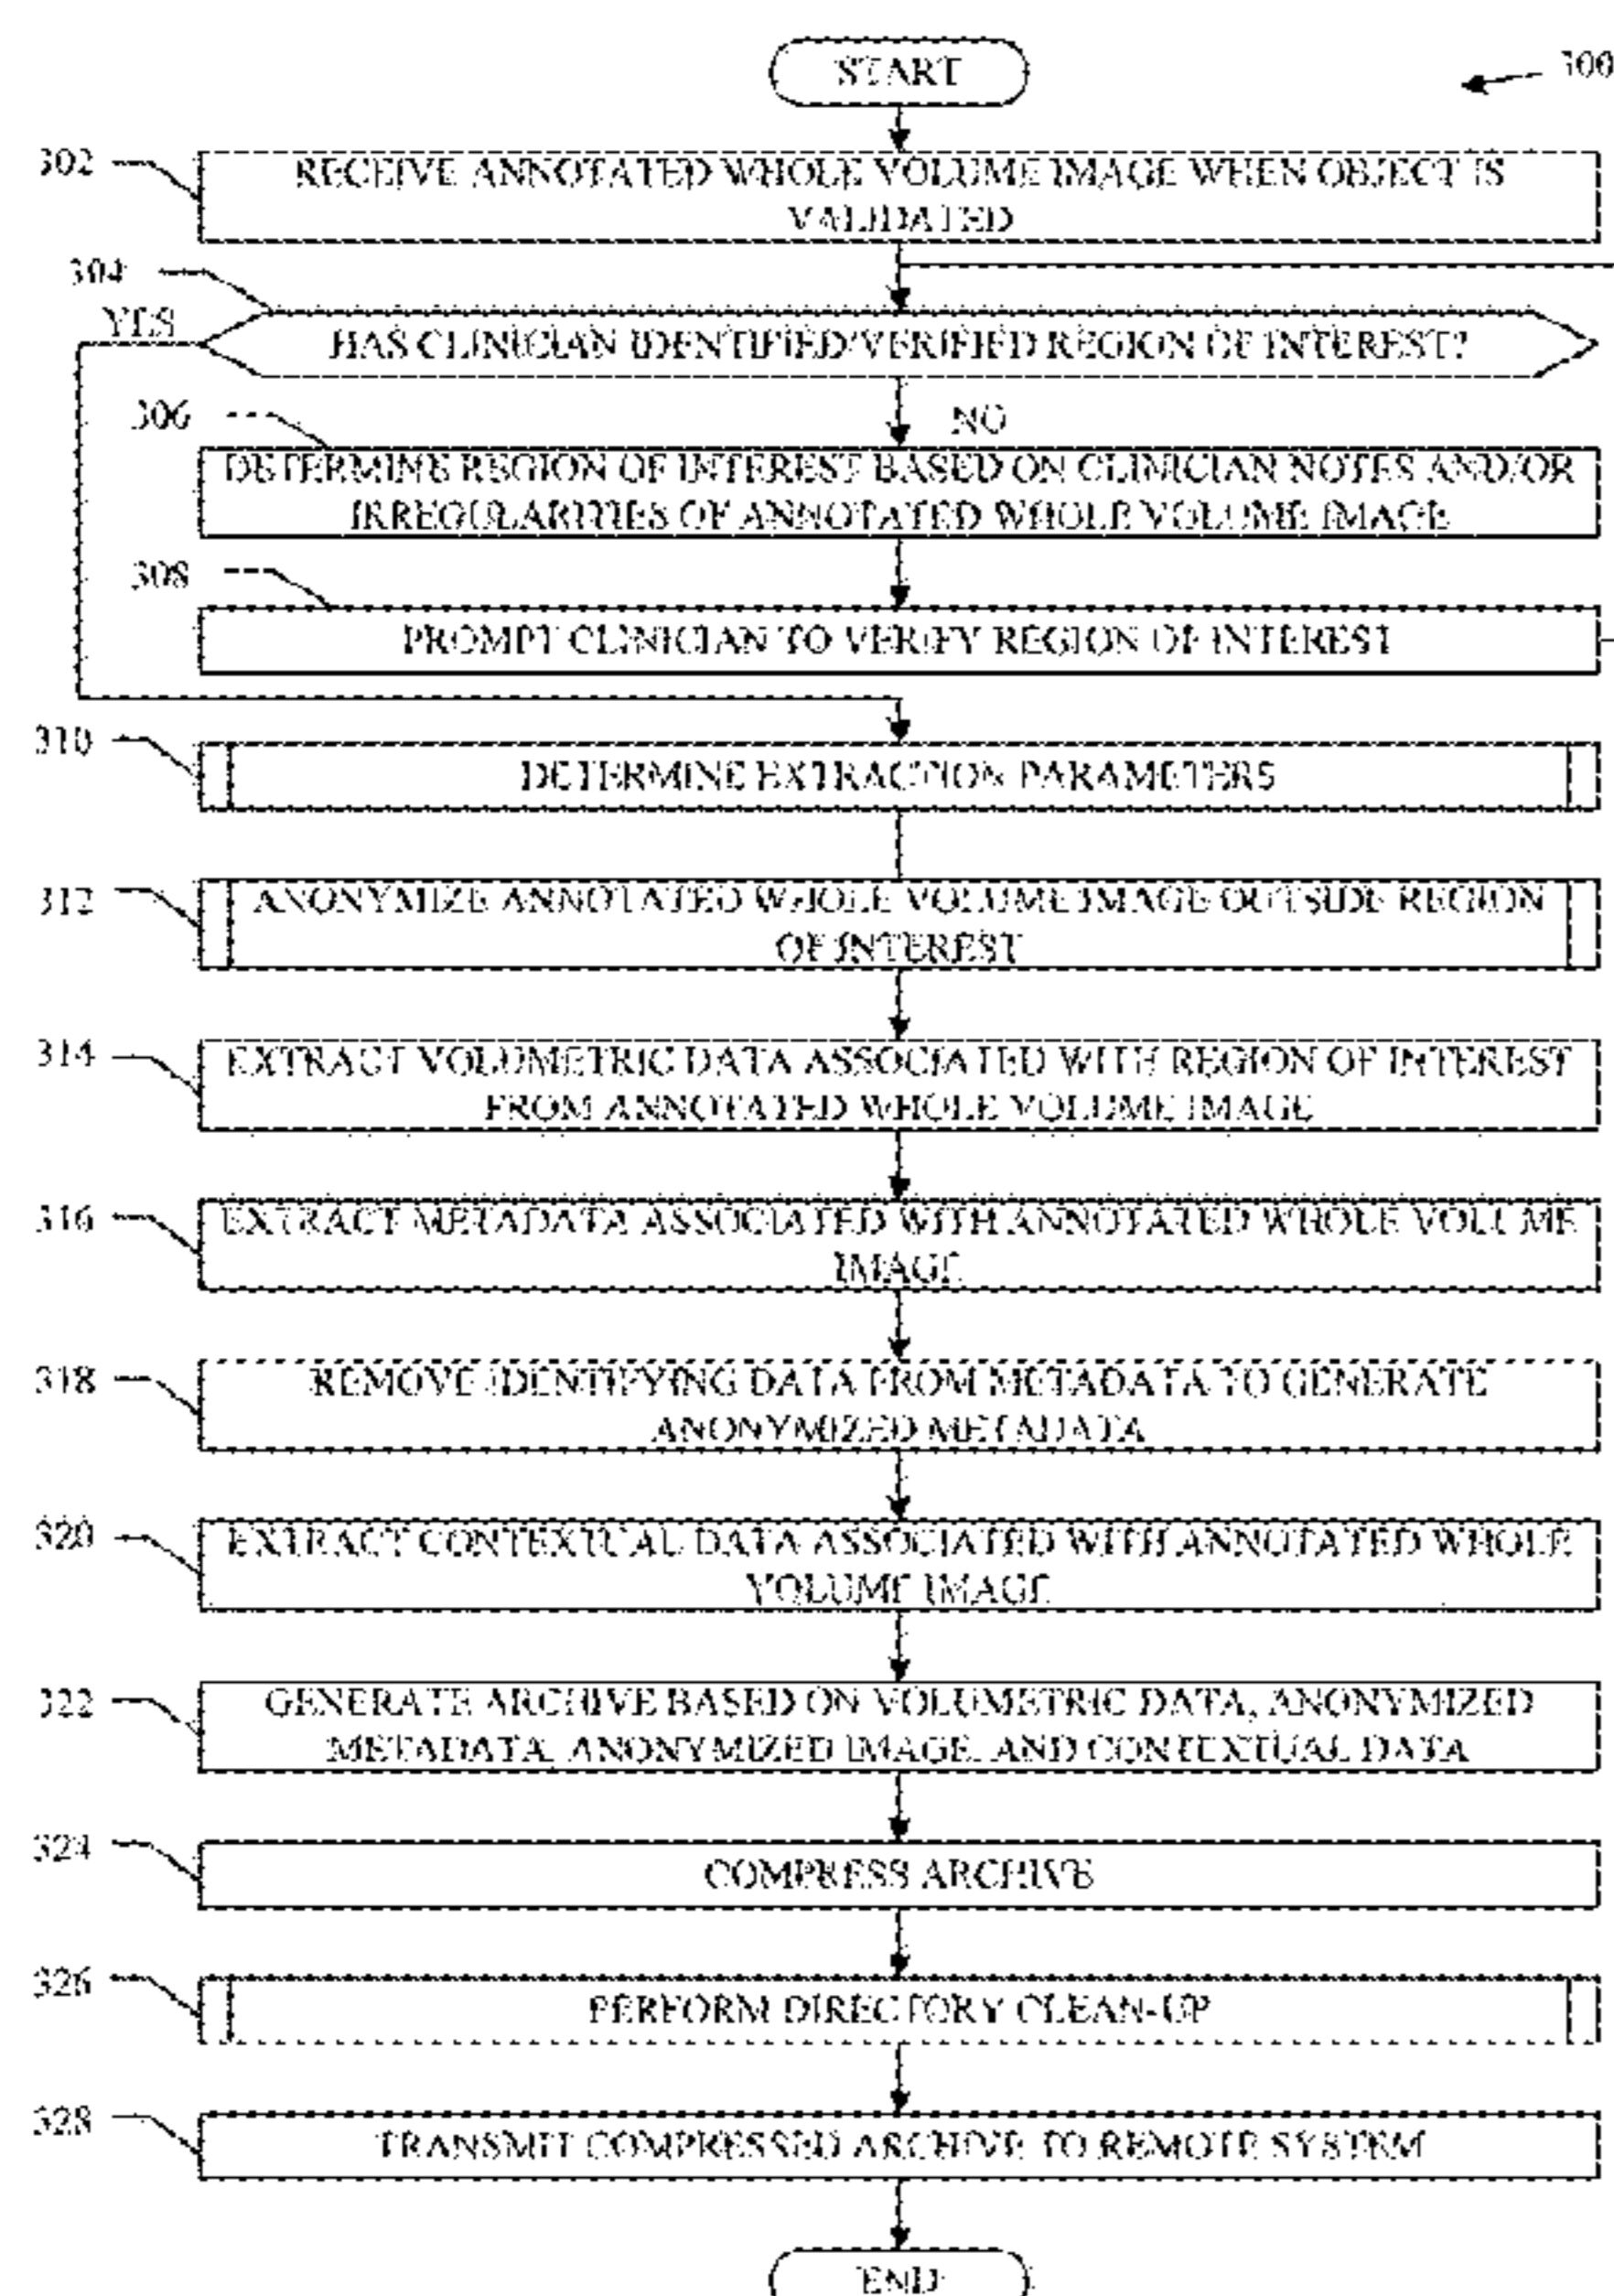 START
300
302
RECEIVE ANNOTATED WHOLE VOLUME IMAGE WHEN OBJECT IS
VALIDATED
304
YES
HAS CLINICIAN IDENTIFIED/VERIFIED REGION OF INTEREST?
306
NO
DETERMINE REGION OF INTEREST BASED ON CLINICIAN NOTES AND/OR
IRREGULARITIES OF ANNOTATED WHOLE VOLUME IMAGE
308
PROMPT CLINICIAN TO VERIFY REGION OF INTEREST
310
DETERMINE EXTRACTION PARAMETERS
312
ANONYMIZE ANNOTATED WHOLE VOLUME IMAGE OUTSIDE REGION
OF INTEREST
314
EXTRACT VOLUMETRIC DATA ASSOCIATED WITH REGION OF INTEREST
FROM ANNOTATED WHOLE VOLUME IMAGE
316
EXTRACT METADATA ASSOCIATED WITH ANNOTATED WHOLE VOLUME
IMAGE
318
REMOVE IDENTIFYING DATA FROM METADATA TO GENERATE
ANONYMIZED METADATA
320
EXTRACT CONTEXTUAL DATA ASSOCIATED WITH ANNOTATED WHOLE
VOLUME IMAGE
322
GENERATE ARCHIVE BASED ON VOLUMETRIC DATA, ANONYMIZED
METADATA, ANONYMIZED IMAGE, AND CONTEXTUAL DATA
324
COMPRESS ARCHIVE
326
PERFORM DIRECTORY CLEAN-UP
328
TRANSMIT COMPRESSED ARCHIVE TO REMOTE SYSTEM
END